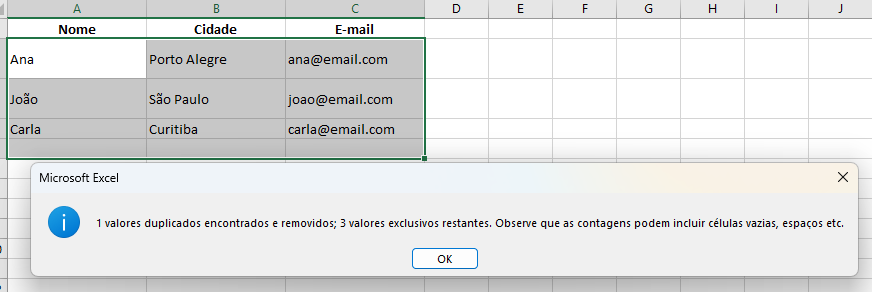 A B C D E F G H I J
Nome Cidade E-mail
Ana Porto Alegre ana@email.com
João São Paulo joao@email.com
Carla Curitiba carla@email.com
Microsoft Excel
1 valores duplicados encontrados e removidos; 3 valores exclusivos restantes. Observe que as contagens podem incluir células vazias, espaços etc.
OK